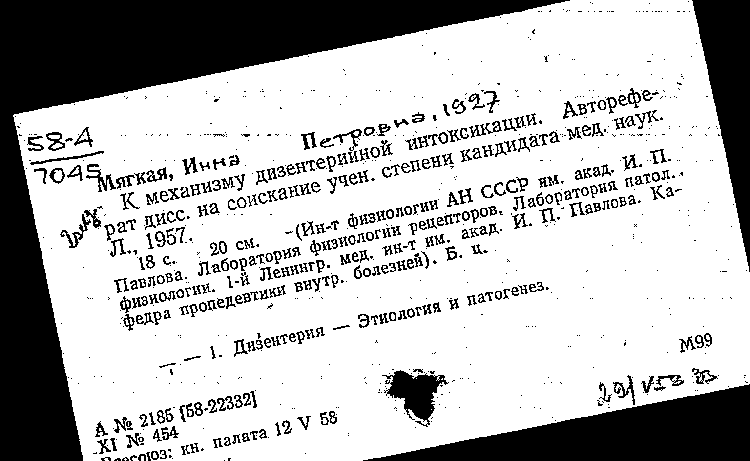 58-4
7045
Мягкая, Инна Петровна, 1927
К механизму дизентерийной интоксикации. Авторефе-
рат дисс. на соискание учен. степени кандидата мед. наук.
Л., 1957.
18 с. 20 см. (Ин-т физиологии АН СССР им. акад. И. П.
Павлова. Лаборатория физиологии рецепторов. Лаборатория патол.
физиологии. 1-й Ленингр. мед. ин-т им. акад. И. П. Павлова. Ка-
федра пропедевтики внутр. болезней). Б. ц.
— 1. Дизентерия — Этиология и патогенез.
М99
А № 2185 [58-22332]
XI № 454
Всесоюз. кн. палата 12 V 58